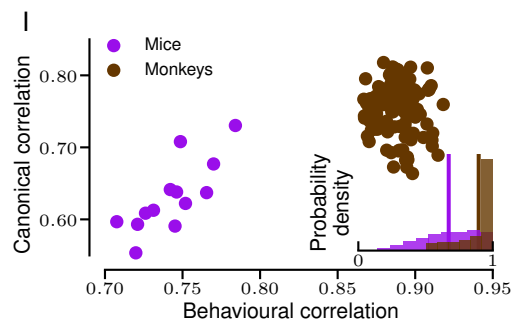 I
Mice
Monkeys
Canonical correlation
0.80
0.70
0.60
Probability
density
0
1
0.70
0.75
0.80
0.85
0.90
0.95
Behavioural correlation